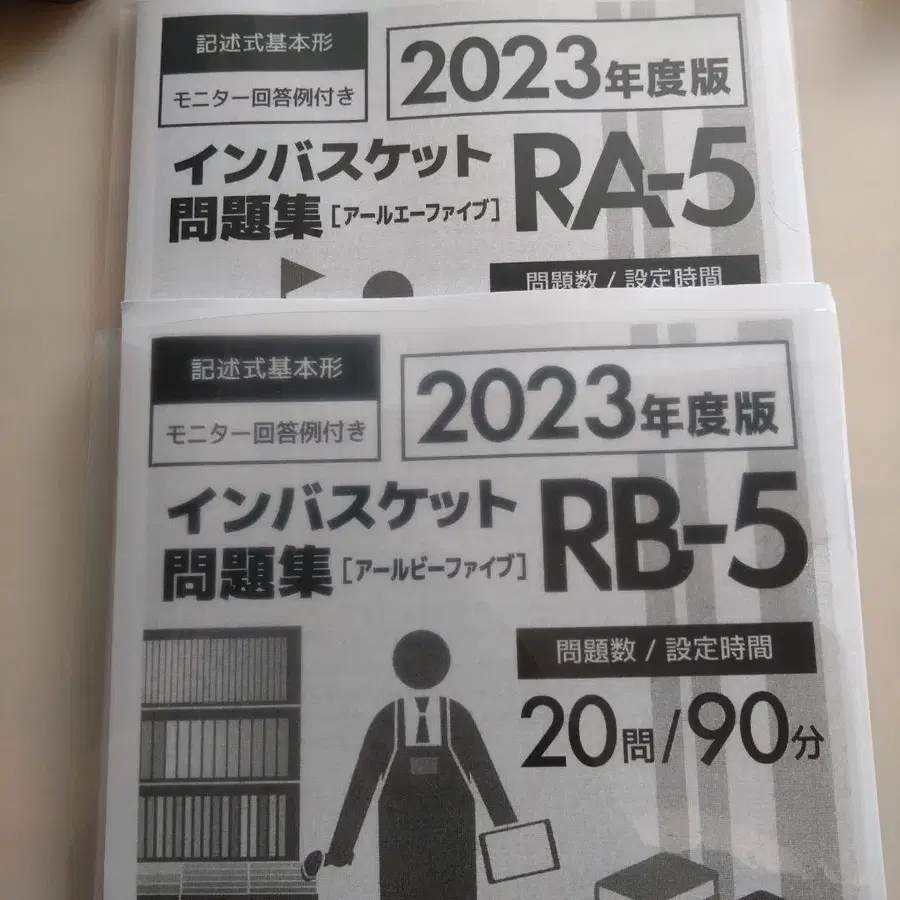 記述式基本形
モニター回答例付き
2023年度版
インバスケット
問題集[アールエーファイブ]
RA-5
問題数 / 設定時間
記述式基本形
モニター回答例付き
2023年度版
インバスケット
問題集[アールビーファイブ]
RB-5
問題数 / 設定時間
20問/90分